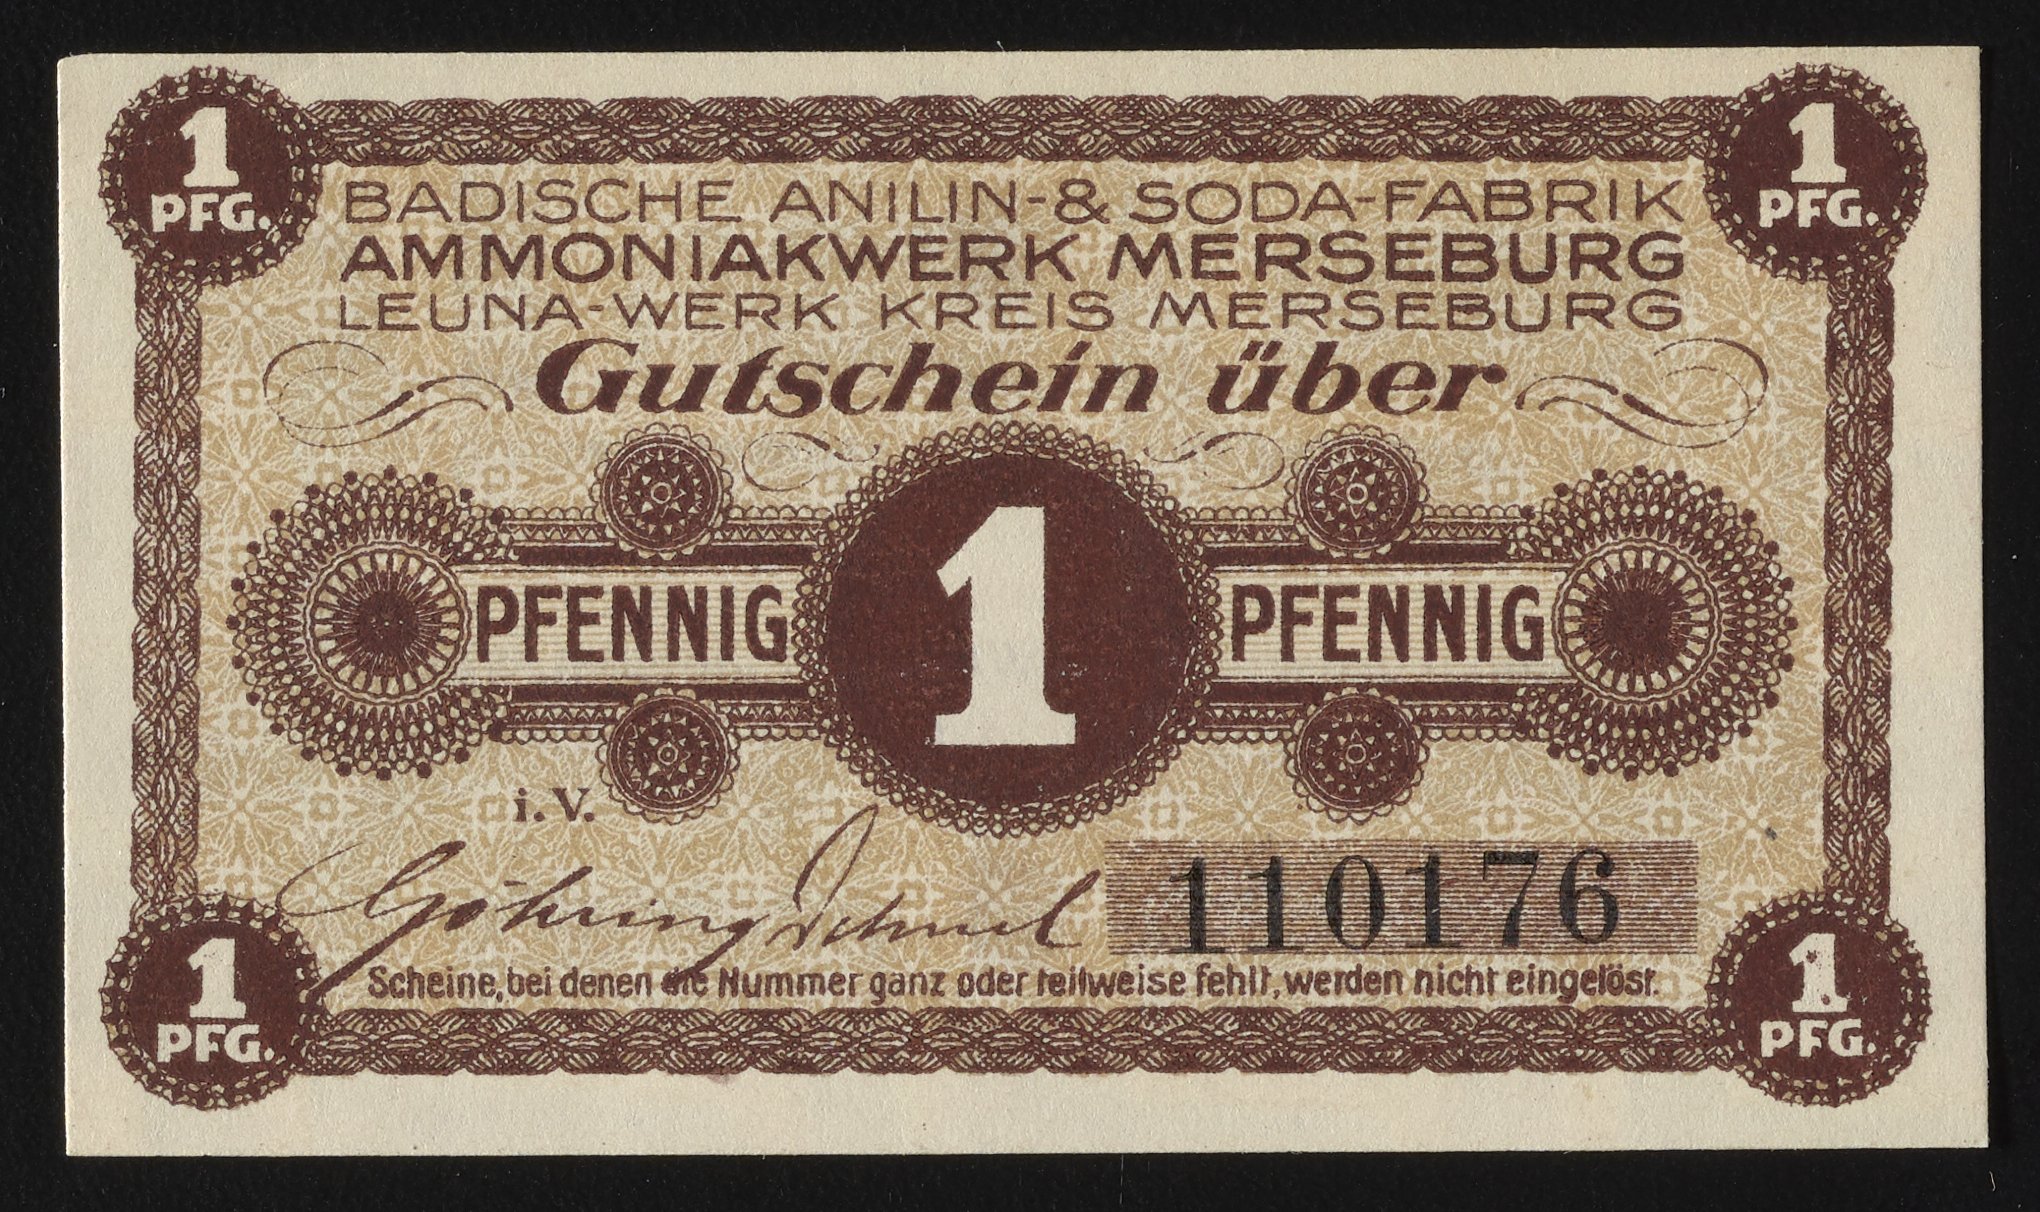 1 PFG. 1 PFG.
BADISCHE ANILIN-& SODA-FABRIK
AMMONIAKWERK MERSEBURG
LEUNA-WERK KREIS MERSEBURG
Gutschein über
PFENNIG 1 PFENNIG
i.V.
Göhring
110176
Scheine, bei denen die Nummer ganz oder teilweise fehlt, werden nicht eingelöst.
1 PFG. 1 PFG.